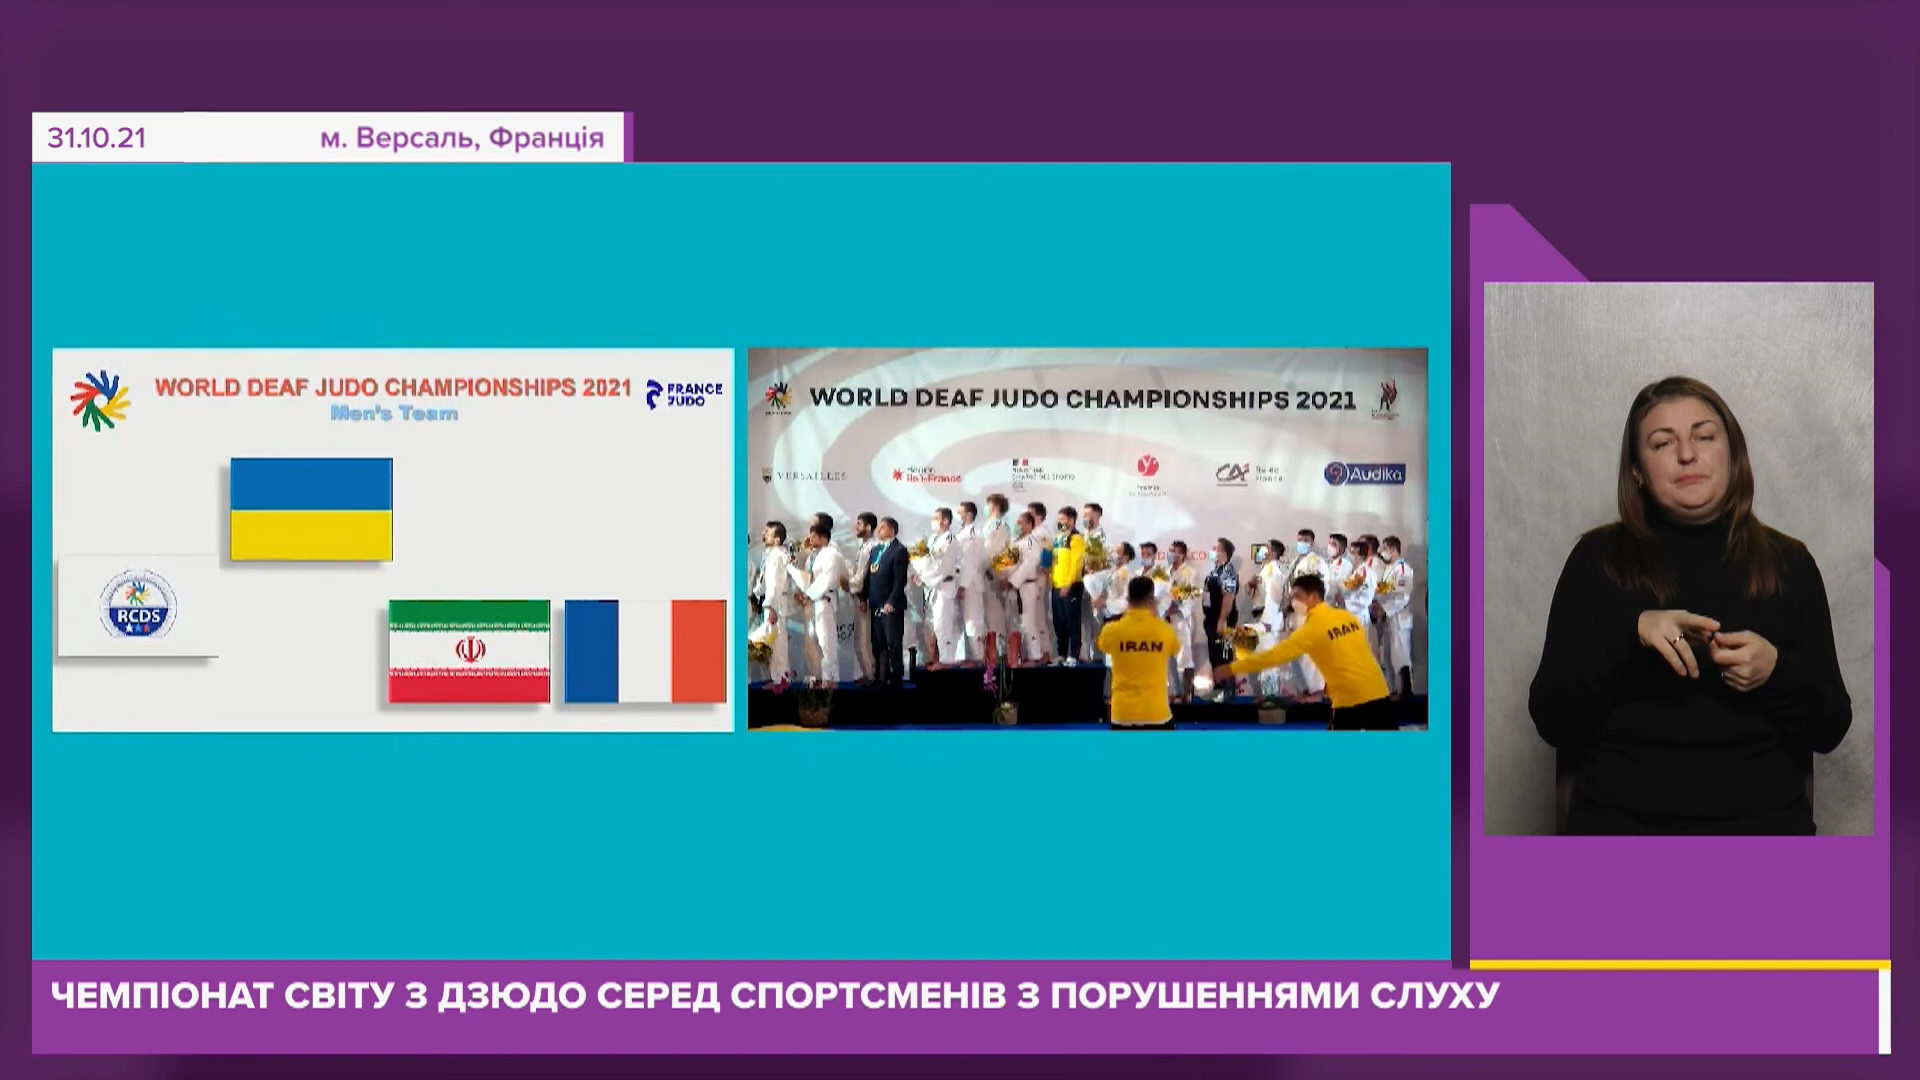 31.10.21
м. Версаль, Франція
WORLD DEAF JUDO CHAMPIONSHIPS 2021
Men's Team
FRANCE
JUDO
RCDS
WORLD DEAF JUDO CHAMPIONSHIPS 2021
VERSAILLES
Audika
IRAN
IRAN
ЧЕМПІОНАТ СВІТУ З ДЗЮДО СЕРЕД СПОРТСМЕНІВ З ПОРУШЕННЯМИ СЛУХУ